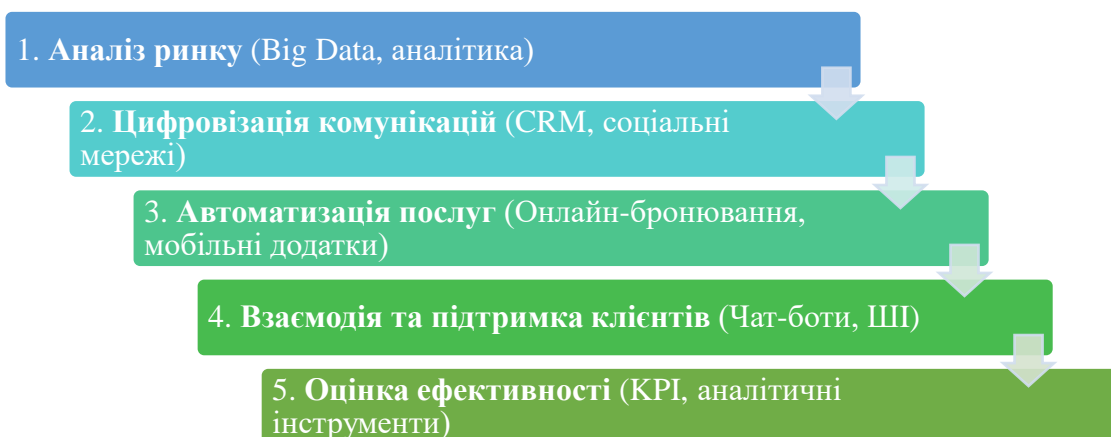 1. Аналіз ринку (Big Data, аналітика)
2. Цифровізація комунікацій (CRM, соціальні
мережі)
3. Автоматизація послуг (Онлайн-бронювання,
мобільні додатки)
4. Взаємодія та підтримка клієнтів (Чат-боти, ШІ)
5. Оцінка ефективності (KPI, аналітичні
інструменти)